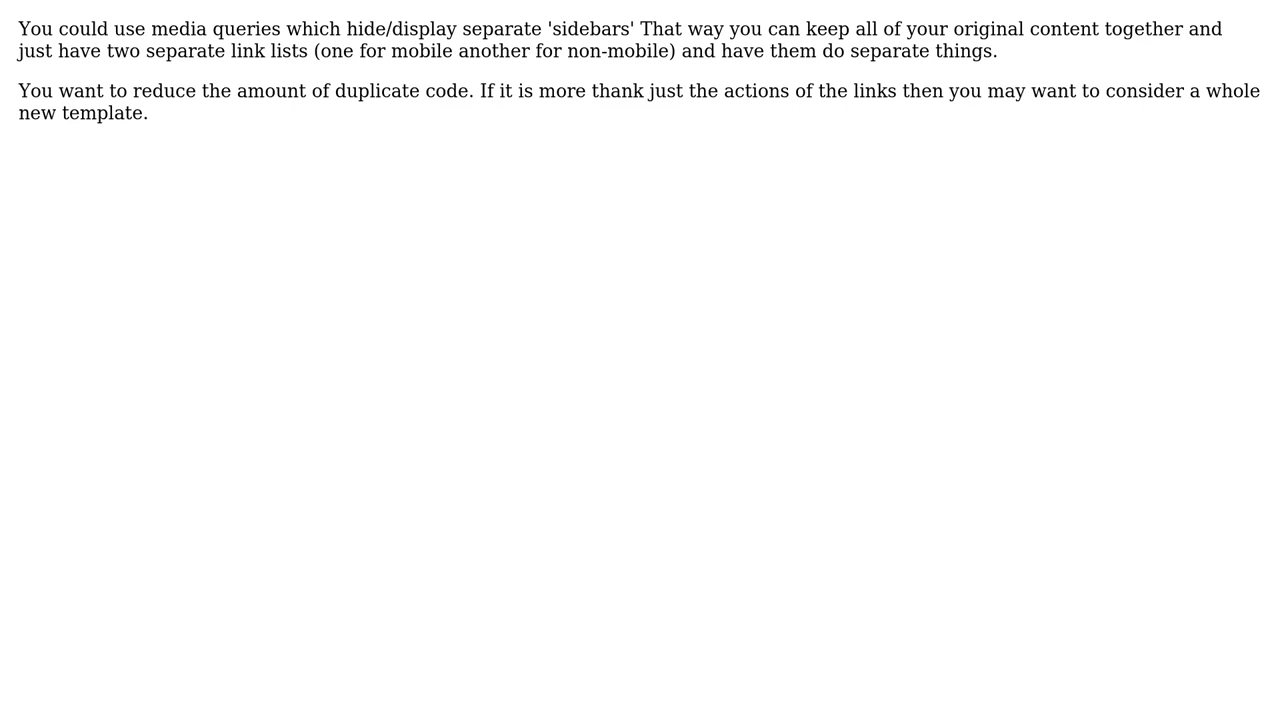 You could use media queries which hide/display separate 'sidebars' That way you can keep all of your original content together and
just have two separate link lists (one for mobile another for non-mobile) and have them do separate things.
You want to reduce the amount of duplicate code. If it is more thank just the actions of the links then you may want to consider a whole
new template.